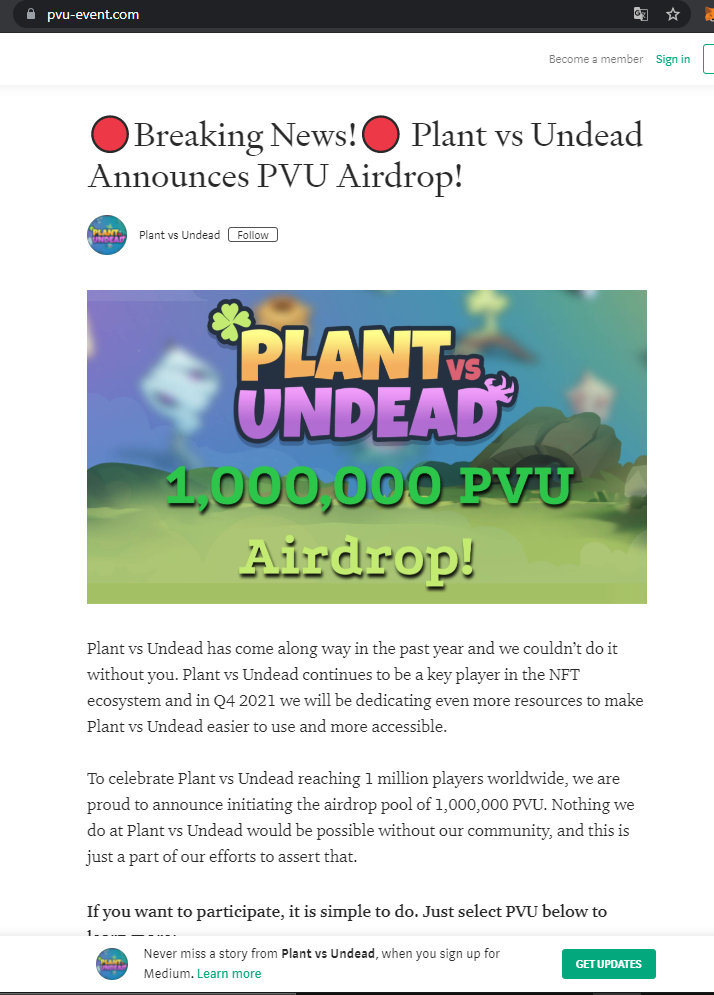 pvu-event.com
Become a member Sign in
Breaking News! Plant vs Undead
Announces PVU Airdrop!
PLANT
UNDEAD
Plant vs Undead Follow
PLANT
VS
UNDEAD
1,000,000 PVU
Airdrop!
Plant vs Undead has come along way in the past year and we couldn’t do it
without you. Plant vs Undead continues to be a key player in the NFT
ecosystem and in Q4 2021 we will be dedicating even more resources to make
Plant vs Undead easier to use and more accessible.
To celebrate Plant vs Undead reaching 1 million players worldwide, we are
proud to announce initiating the airdrop pool of 1,000,000 PVU. Nothing we
do at Plant vs Undead would be possible without our community, and this is
just a part of our efforts to assert that.
If you want to participate, it is simple to do. Just select PVU below to
PLANT
UNDEAD
Never miss a story from Plant vs Undead, when you sign up for
Medium. Learn more
GET UPDATES